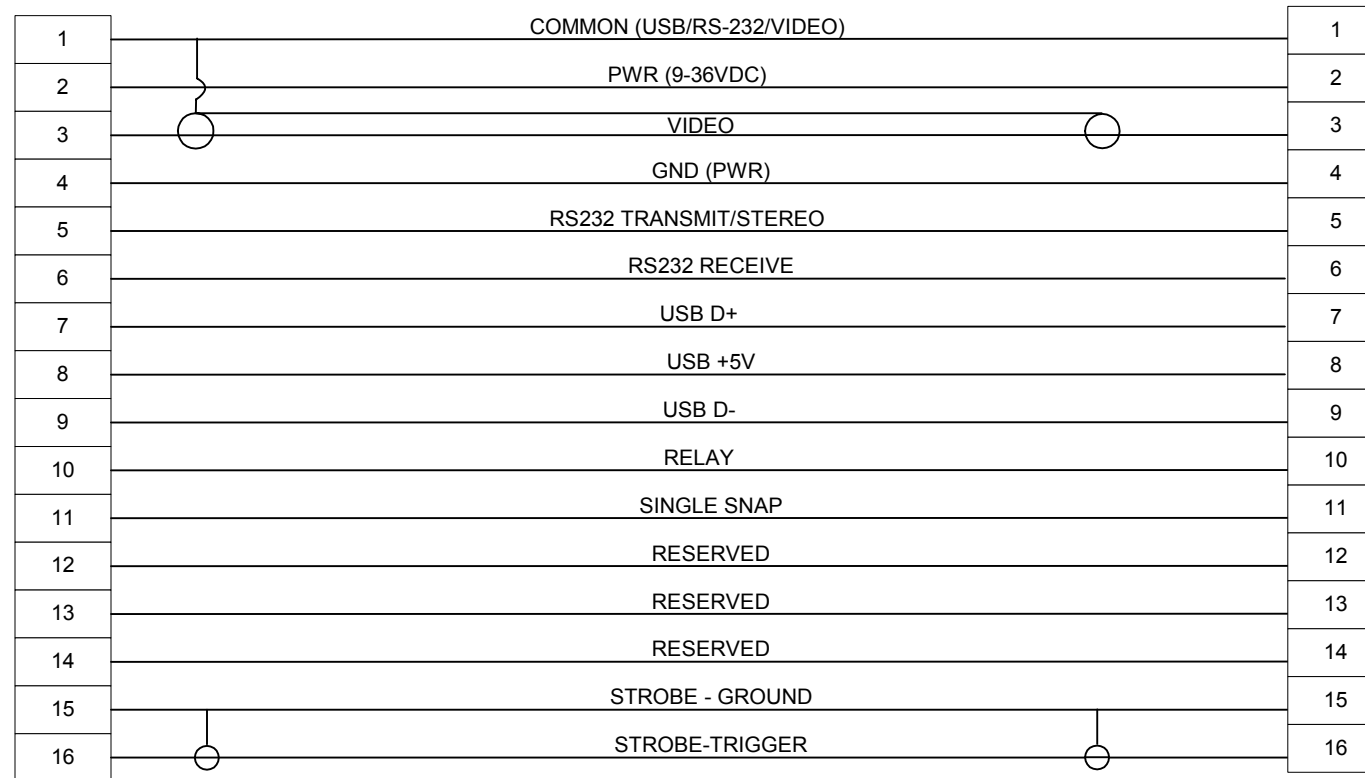 1 COMMON (USB/RS-232/VIDEO) 1
2 PWR (9-36VDC) 2
3 VIDEO 3
4 GND (PWR) 4
5 RS232 TRANSMIT/STEREO 5
6 RS232 RECEIVE 6
7 USB D+ 7
8 USB +5V 8
9 USB D- 9
10 RELAY 10
11 SINGLE SNAP 11
12 RESERVED 12
13 RESERVED 13
14 RESERVED 14
15 STROBE - GROUND 15
16 STROBE-TRIGGER 16